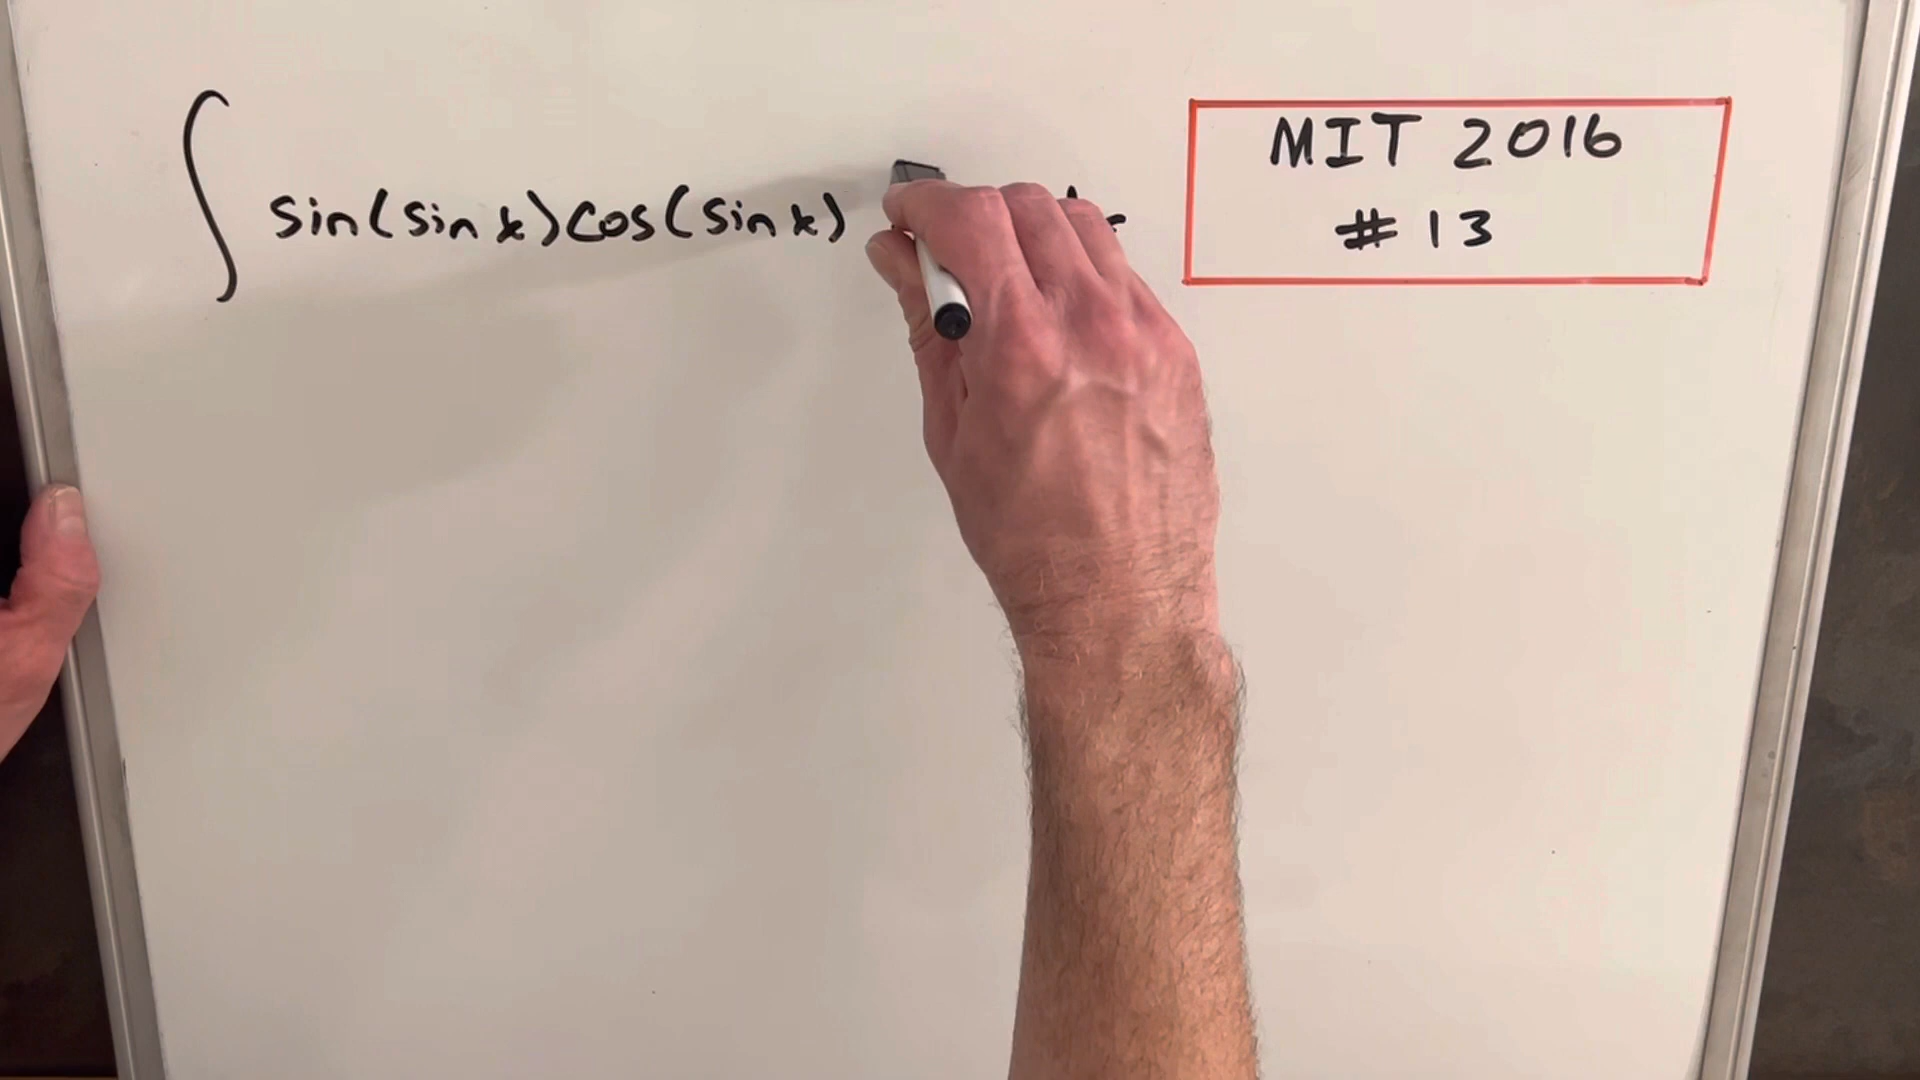 ∫ sin(sin x)cos(sin x)
MIT 2016
# 13